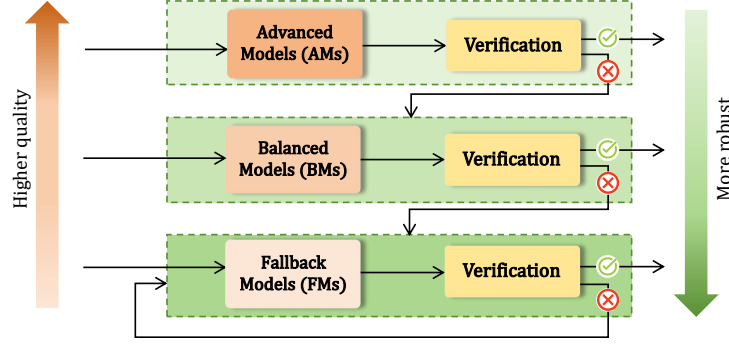 Higher quality
Advanced
Models (AMs)
Verification
Balanced
Models (BMs)
Verification
Fallback
Models (FMs)
Verification
More robust